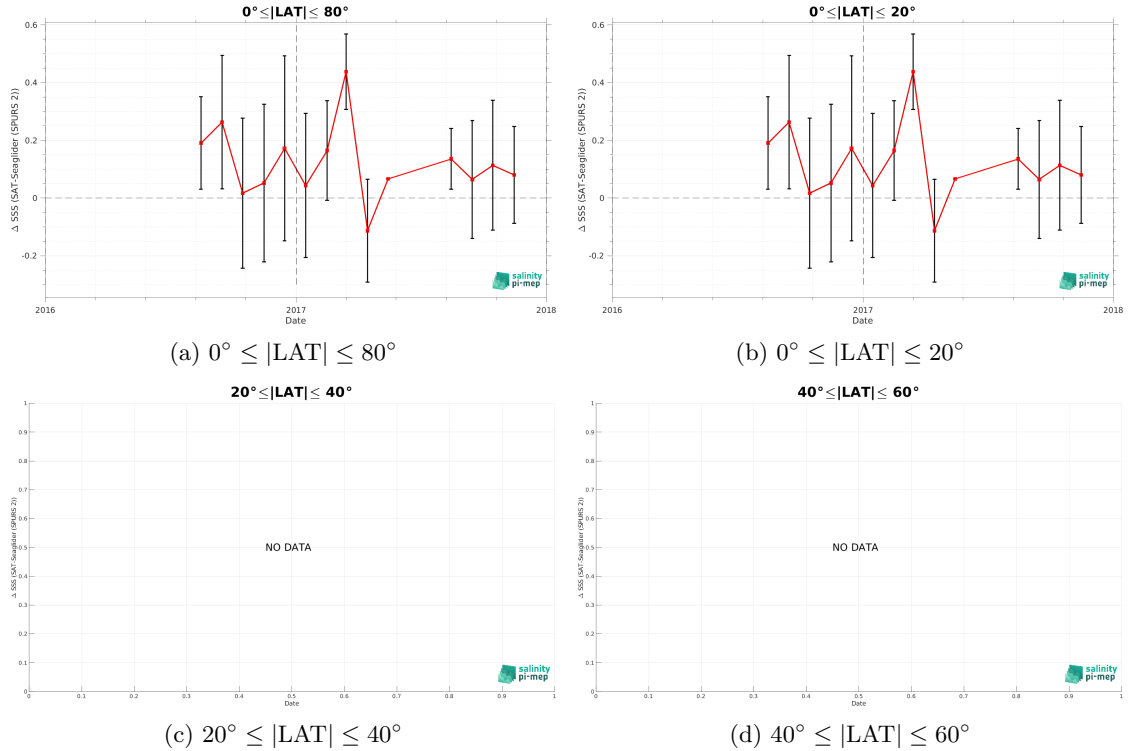 0°≤|LAT|≤ 80°
0.6
0.4
0.2
0
-0.2
Δ SSS (SAT-Seaglider (SPURS 2))
salinity
pi-mep
2016 2017 2018
Date
(a) 0° ≤ |LAT| ≤ 80°
0°≤|LAT|≤ 20°
0.6
0.4
0.2
0
-0.2
Δ SSS (SAT-Seaglider (SPURS 2))
salinity
pi-mep
2016 2017 2018
Date
(b) 0° ≤ |LAT| ≤ 20°
20°≤|LAT|≤ 40°
1
0.9
0.8
0.7
0.6
0.5
0.4
0.3
0.2
0.1
0
Δ SSS (SAT-Seaglider (SPURS 2))
NO DATA
salinity
pi-mep
0 0.1 0.2 0.3 0.4 0.5 0.6 0.7 0.8 0.9 1
Date
(c) 20° ≤ |LAT| ≤ 40°
40°≤|LAT|≤ 60°
1
0.9
0.8
0.7
0.6
0.5
0.4
0.3
0.2
0.1
0
Δ SSS (SAT-Seaglider (SPURS 2))
NO DATA
salinity
pi-mep
0 0.1 0.2 0.3 0.4 0.5 0.6 0.7 0.8 0.9 1
Date
(d) 40° ≤ |LAT| ≤ 60°